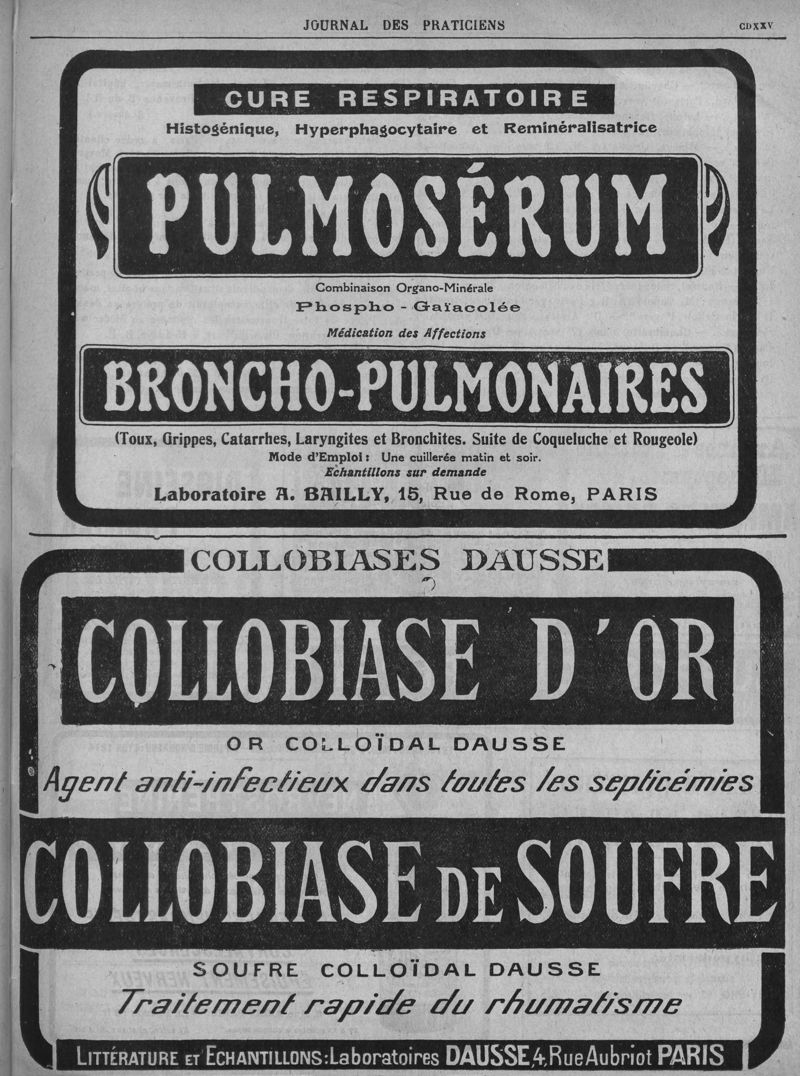 JOURNAL DES PRATICIENS
CDXXV
CURE RESPIRATOIRE
Histogénique, Hyperphagocytaire et Reminéralisatrice
PULMOSÉRUM
Combinaison Organo-Minérale
Phospho-Gaïacolée
Médication des Affections
BRONCHO-PULMONAIRES
(Toux, Grippes, Catarrhes, Laryngites et Bronchites. Suite de Coqueluche et Rougeole)
Mode d'Emploi: Une cuillerée matin et soir.
Echantillons sur demande
Laboratoire A. BAILLY, 15, Rue de Rome, PARIS
COLLOBIASES DAUSSE
COLLOBIASE D'OR
OR COLLOÏDAL DAUSSE
Agent anti-infectieux dans toutes les septicémies
COLLOBIASE DE SOUFRE
SOUFRE COLLOÏDAL DAUSSE
Traitement rapide du rhumatisme
LITTÉRATURE ET ECHANTILLONS: Laboratoires DAUSSE, 4, Rue Aubriot PARIS